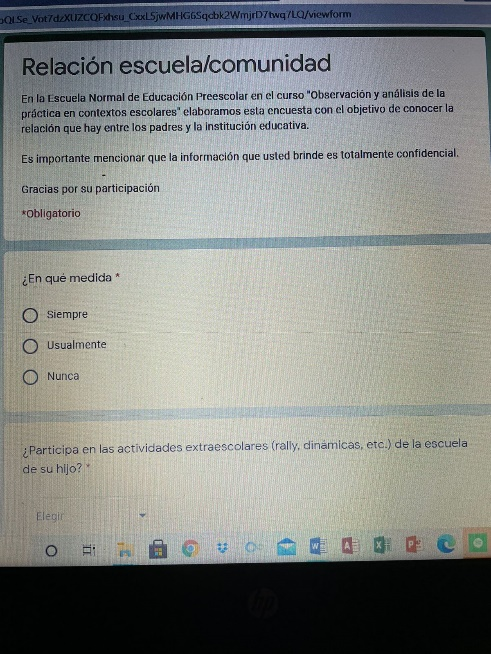 Relación escuela/comunidad
En la Escuela Normal de Educación Preescolar en el curso "Observación y análisis de la
práctica en contextos escolares" elaboramos esta encuesta con el objetivo de conocer la
relación que hay entre los padres y la institución educativa.
Es importante mencionar que la información que usted brinde es totalmente confidencial.
Gracias por su participación
*Obligatorio
¿En qué medida *
Siempre
Usualmente
Nunca
¿Participa en las actividades extraescolares (rally, dinámicas, etc.) de la escuela
de su hijo? *
Elegir
hp